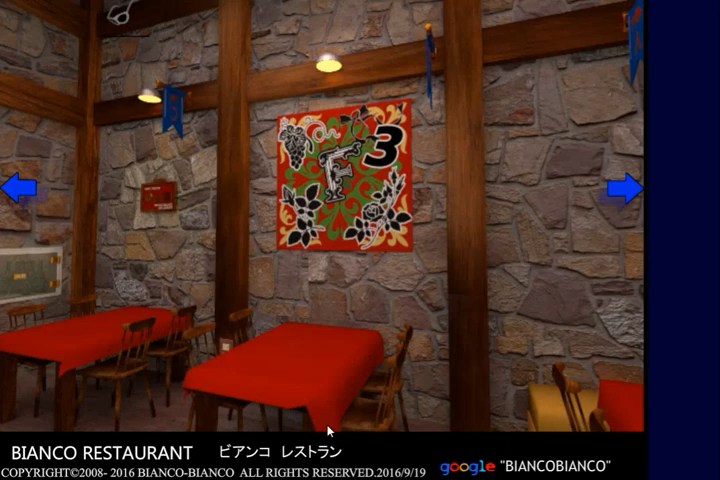 F
3
BIANCO RESTAURANT ビアンコ レストラン
COPYRIGHT©2008- 2016 BIANCO-BIANCO ALL RIGHTS RESERVED.2016/9/19
google "BIANCOBIANCO"